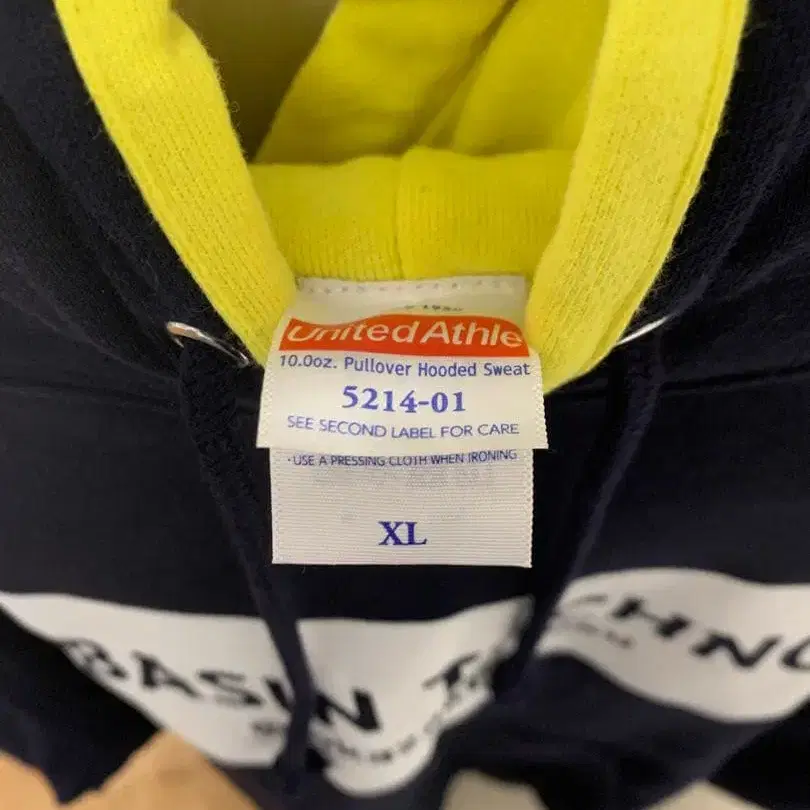 United Athle
10.0oz. Pullover Hooded Sweat
5214-01
SEE SECOND LABEL FOR CARE
·USE A PRESSING CLOTH WHEN IRONING
XL
BASIN